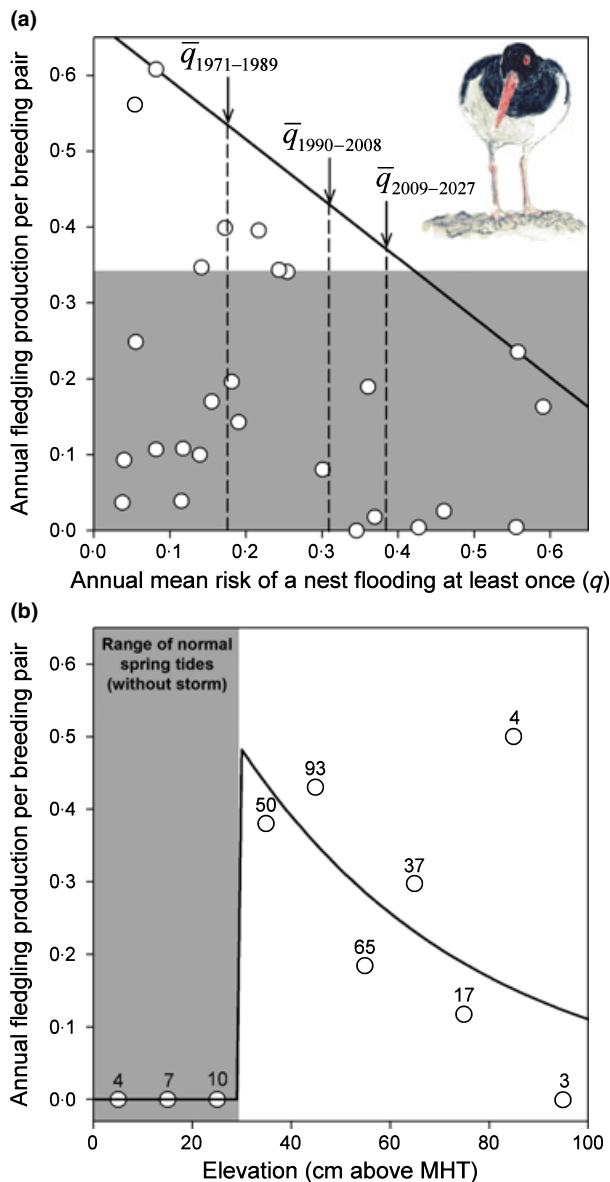 (a)
q̄1971–1989
q̄1990–2008
q̄2009–2027
Annual fledgling production per breeding pair
0·6
0·5
0·4
0·3
0·2
0·1
0·0
0·0 0·1 0·2 0·3 0·4 0·5 0·6
Annual mean risk of a nest flooding at least once (q)
(b)
Range of normal
spring tides
(without storm)
Annual fledgling production per breeding pair
0·6
0·5
0·4
0·3
0·2
0·1
0·0
4
93
50
37
65
17
4 7 10
3
0 20 40 60 80 100
Elevation (cm above MHT)